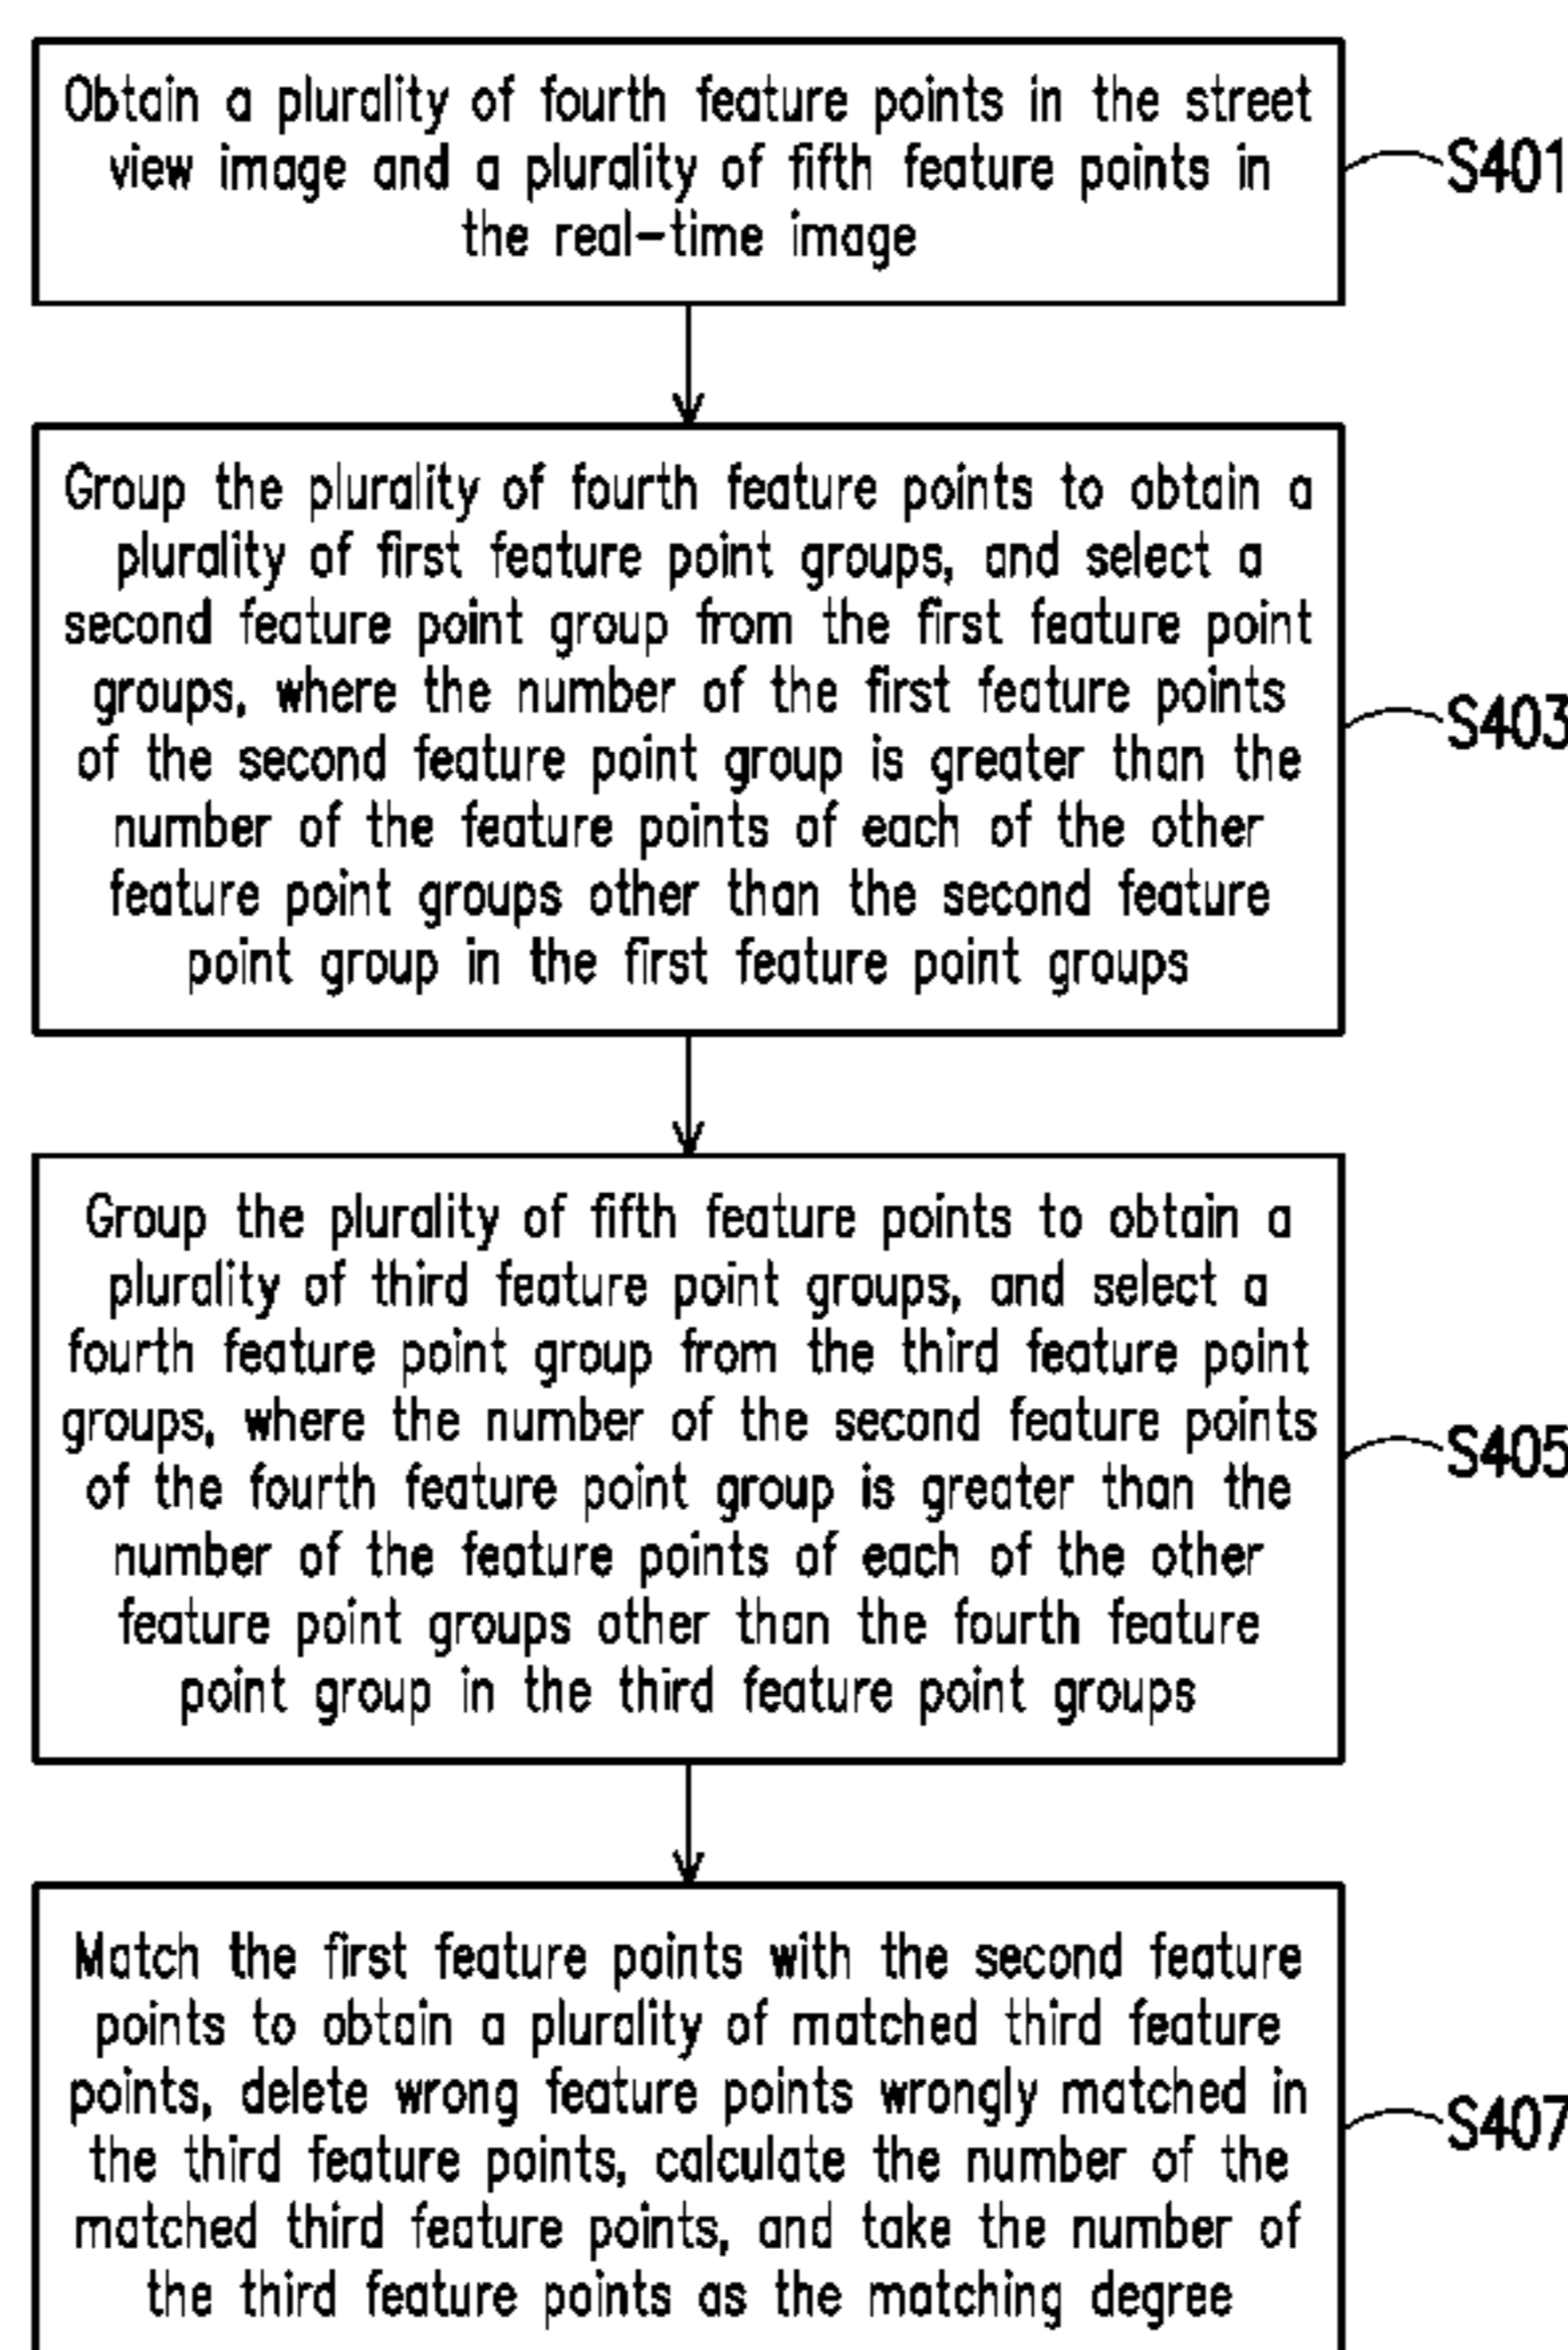 Obtain a plurality of fourth feature points in the street
view image and a plurality of fifth feature points in
the real-time image
S401
Group the plurality of fourth feature points to obtain a
plurality of first feature point groups, and select a
second feature point group from the first feature point
groups, where the number of the first feature points
of the second feature point group is greater than the
number of the feature points of each of the other
feature point groups other than the second feature
point group in the first feature point groups
S403
Group the plurality of fifth feature points to obtain a
plurality of third feature point groups, and select a
fourth feature point group from the third feature point
groups, where the number of the second feature points
of the fourth feature point group is greater than the
number of the feature points of each of the other
feature point groups other than the fourth feature
point group in the third feature point groups
S405
Match the first feature points with the second feature
points to obtain a plurality of matched third feature
points, delete wrong feature points wrongly matched in
the third feature points, calculate the number of the
matched third feature points, and take the number of
the third feature points as the matching degree
S407